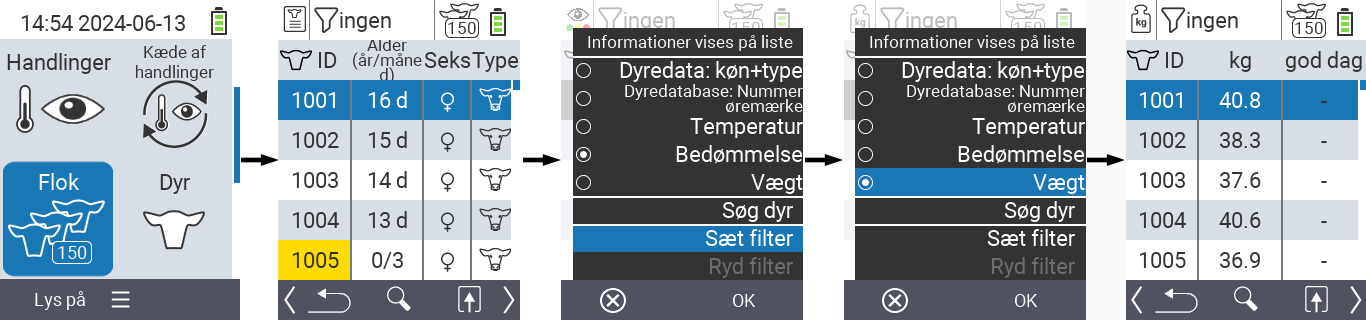 14:54 2024-06-13
Handlinger
Kæde af
handlinger
Flok
150
Dyr
Lys på
ingen
150
ID
Alder
(år/måne
d)
Seks
Type
1001 16 d
1002 15 d
1003 14 d
1004 13 d
1005 0/3
ingen
150
Informationer vises på liste
Dyredata: køn+type
Dyredatabase: Nummer
øremærke
Temperatur
Bedømmelse
Vægt
Søg dyr
Sæt filter
Ryd filter
OK
kg
ingen
150
Informationer vises på liste
Dyredata: køn+type
Dyredatabase: Nummer
øremærke
Temperatur
Bedømmelse
Vægt
Søg dyr
Sæt filter
Ryd filter
OK
kg
ingen
150
ID kg god dag
1001 40.8 -
1002 38.3 -
1003 37.6 -
1004 40.6 -
1005 36.9 -